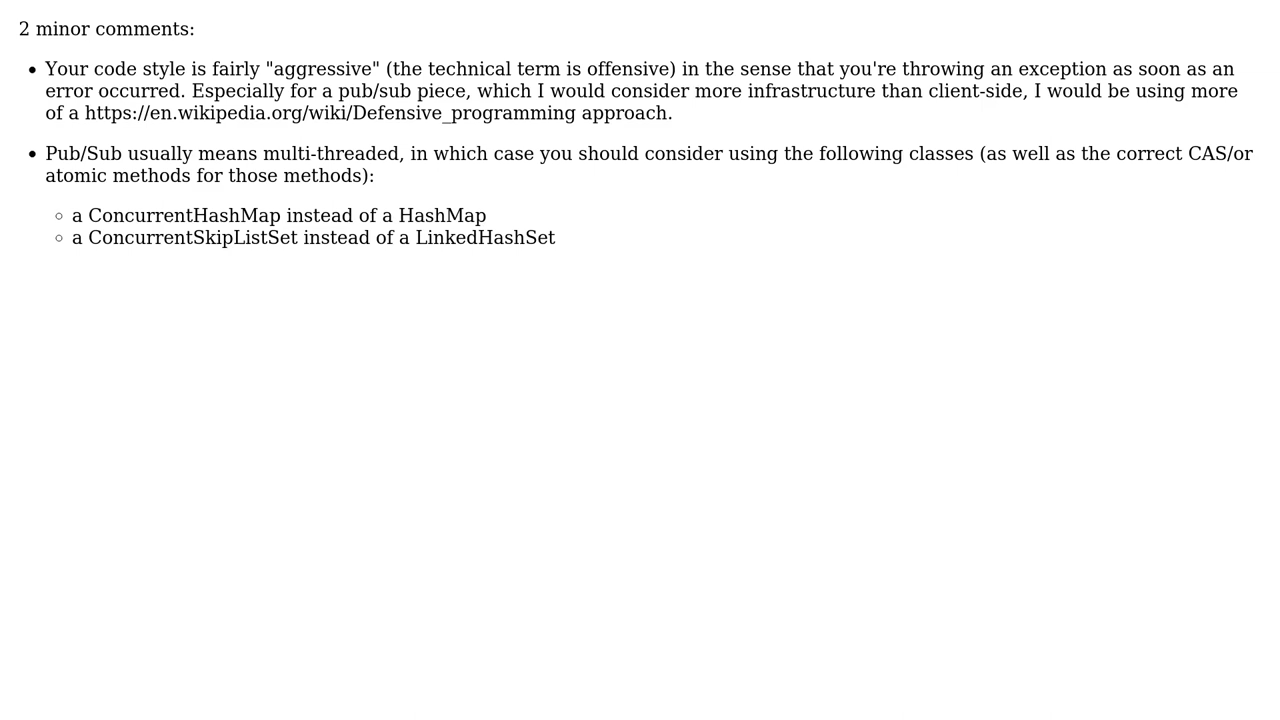 2 minor comments:
Your code style is fairly "aggressive" (the technical term is offensive) in the sense that you're throwing an exception as soon as an
error occurred. Especially for a pub/sub piece, which I would consider more infrastructure than client-side, I would be using more
of a https://en.wikipedia.org/wiki/Defensive_programming approach.
Pub/Sub usually means multi-threaded, in which case you should consider using the following classes (as well as the correct CAS/or
atomic methods for those methods):
a ConcurrentHashMap instead of a HashMap
a ConcurrentSkipListSet instead of a LinkedHashSet